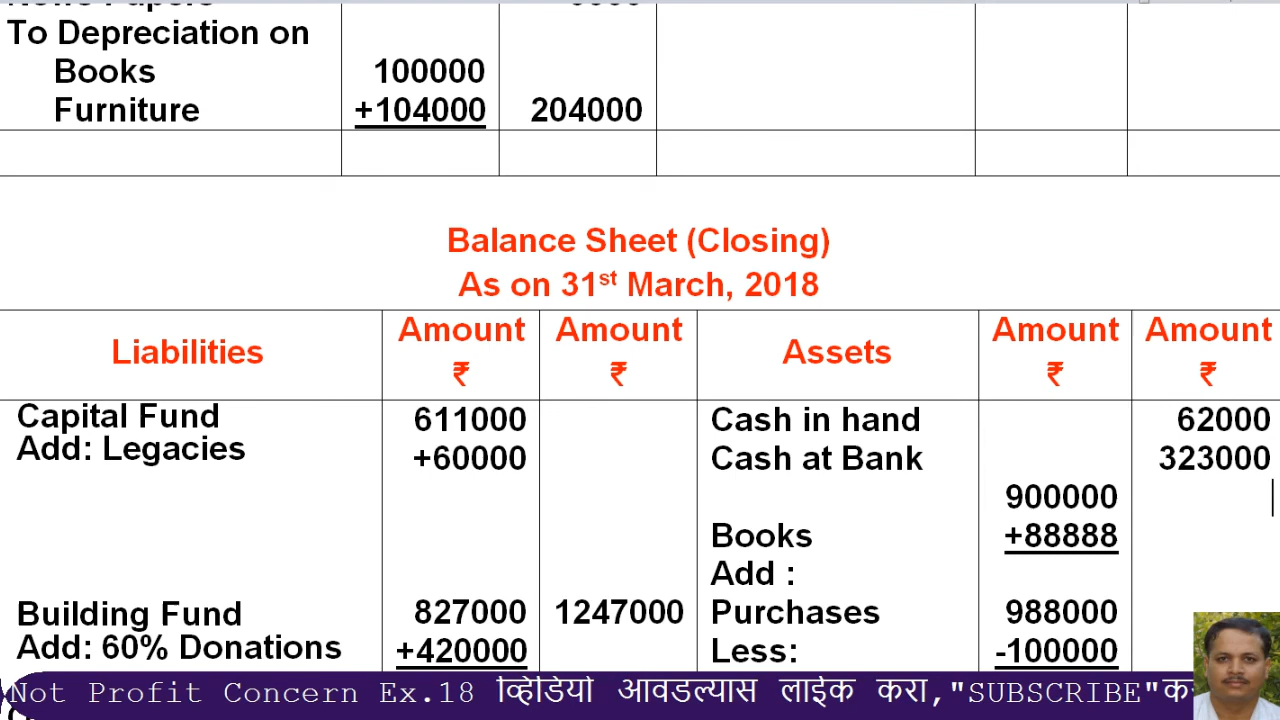 To Depreciation on
Books 100000
Furniture +104000 204000
Balance Sheet (Closing)
As on 31st March, 2018
Liabilities Amount ₹ Amount ₹ Assets Amount ₹ Amount ₹
Capital Fund 611000 Cash in hand 62000
Add: Legacies +60000 Cash at Bank 323000
900000
Books +88888
Add :
Building Fund 827000 1247000 Purchases 988000
Add: 60% Donations +420000 Less: -100000
Not Profit Concern Ex.18 व्हिडियो आवडल्यास लाईक करा,"SUBSCRIBE"क